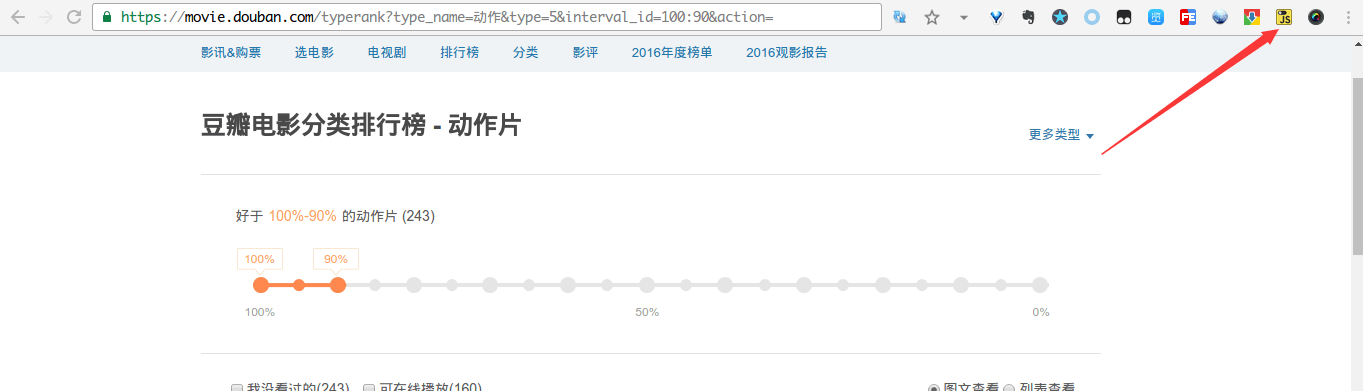 https://movie.douban.com/typerank?type_name=动作&type=5&interval_id=100:90&action=
影讯&购票 选电影 电视剧 排行榜 分类 影评 2016年度榜单 2016观影报告
豆瓣电影分类排行榜 - 动作片
更多类型
好于 100%-90% 的动作片 (243)
100% 90%
100% 50% 0%
我没看过的(243) 可在线播放(160) 图文查看 列表查看
览
FE
JS